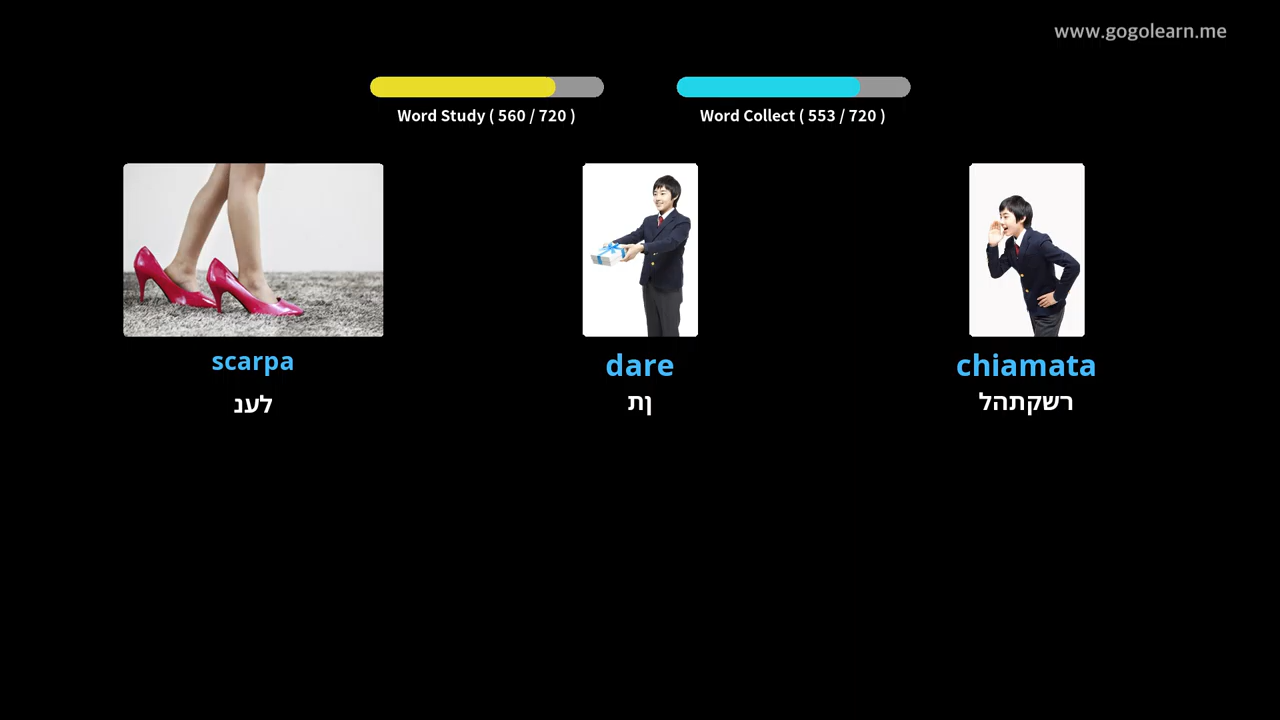 www.gogolearn.me
Word Study ( 560 / 720 )
Word Collect ( 553 / 720 )
scarpa
לענ
dare
ןת
chiamata
רשקתהל